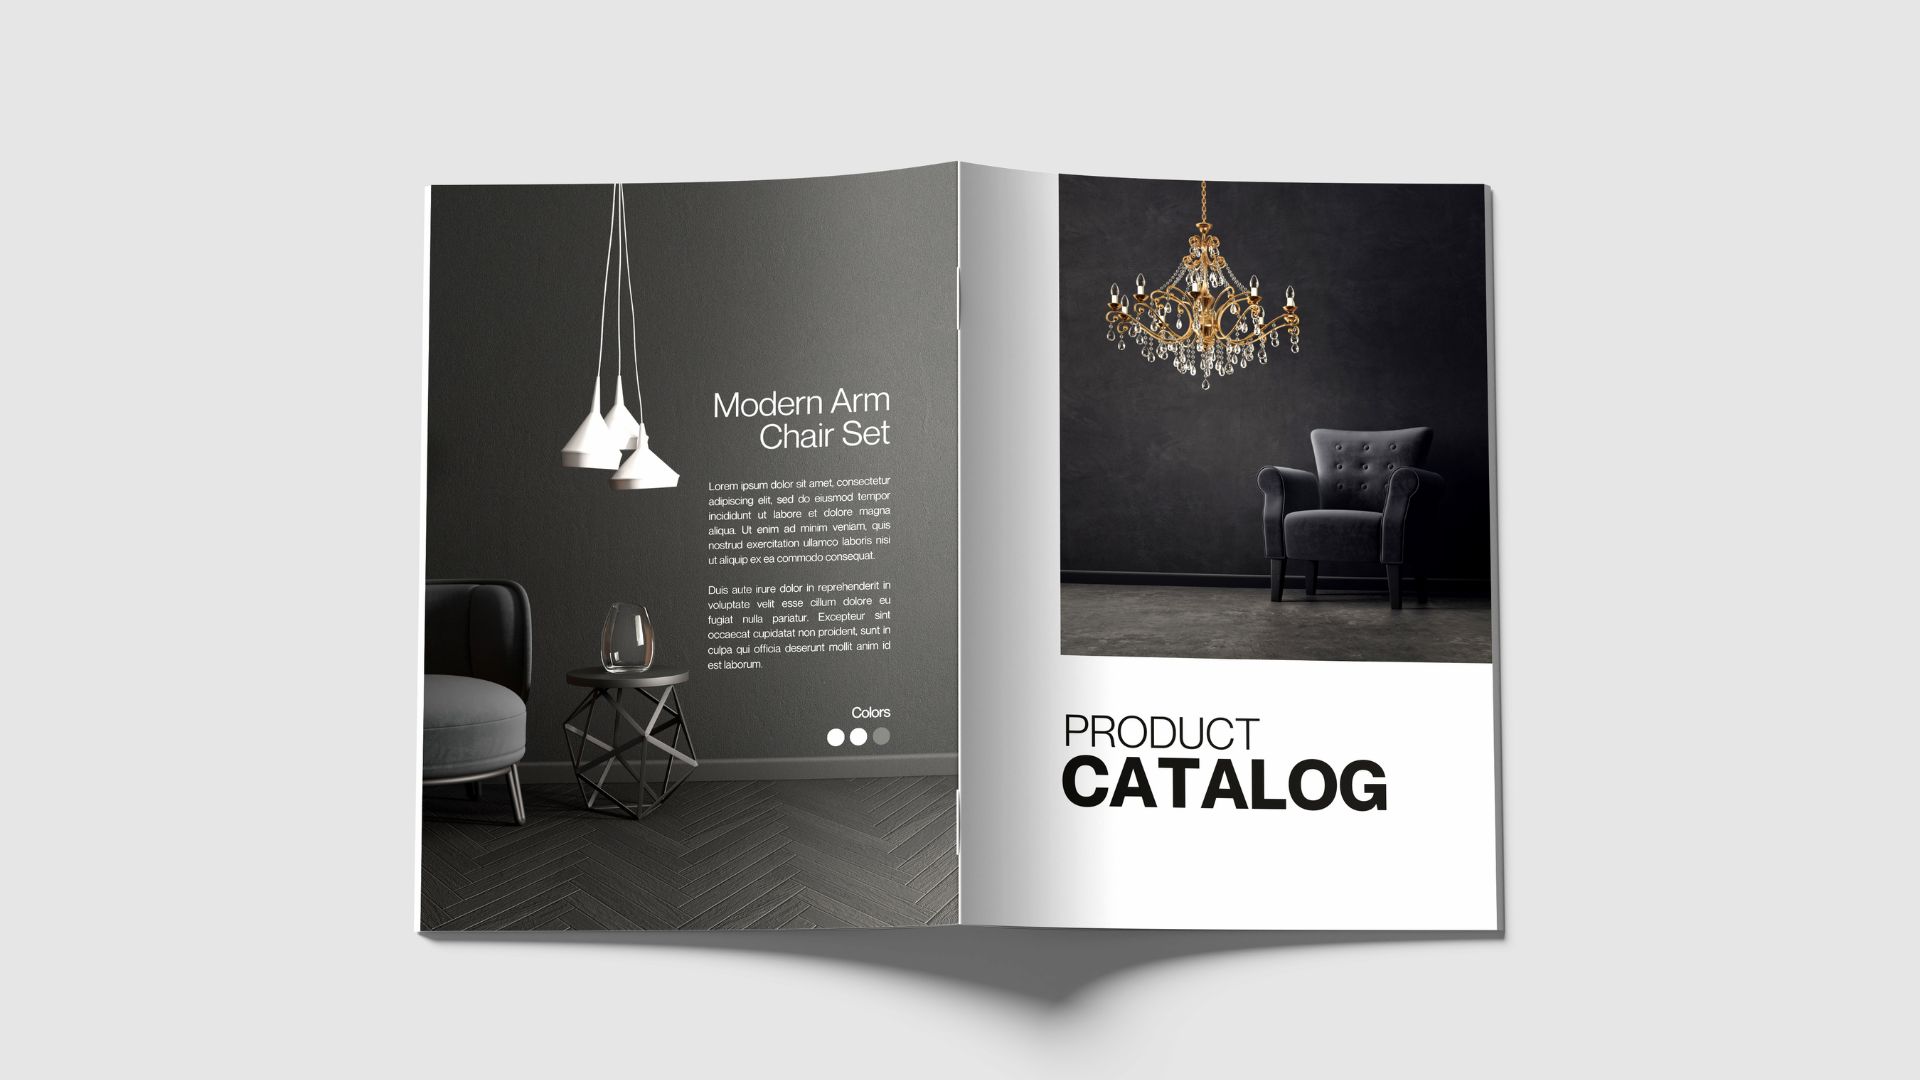 Modern Arm
Chair Set
Lorem ipsum dolor sit amet, consectetur
adipiscing elit, sed do eiusmod tempor
incididunt ut labore et dolore magna
aliqua. Ut enim ad minim veniam, quis
nostrud exercitation ullamco laboris nisi
ut aliquip ex ea commodo consequat.
Duis aute irure dolor in reprehenderit in
voluptate velit esse cillum dolore eu
fugiat nulla pariatur. Excepteur sint
occaecat cupidatat non proident, sunt in
culpa qui officia deserunt mollit anim id
est laborum.
Colors
PRODUCT
CATALOG